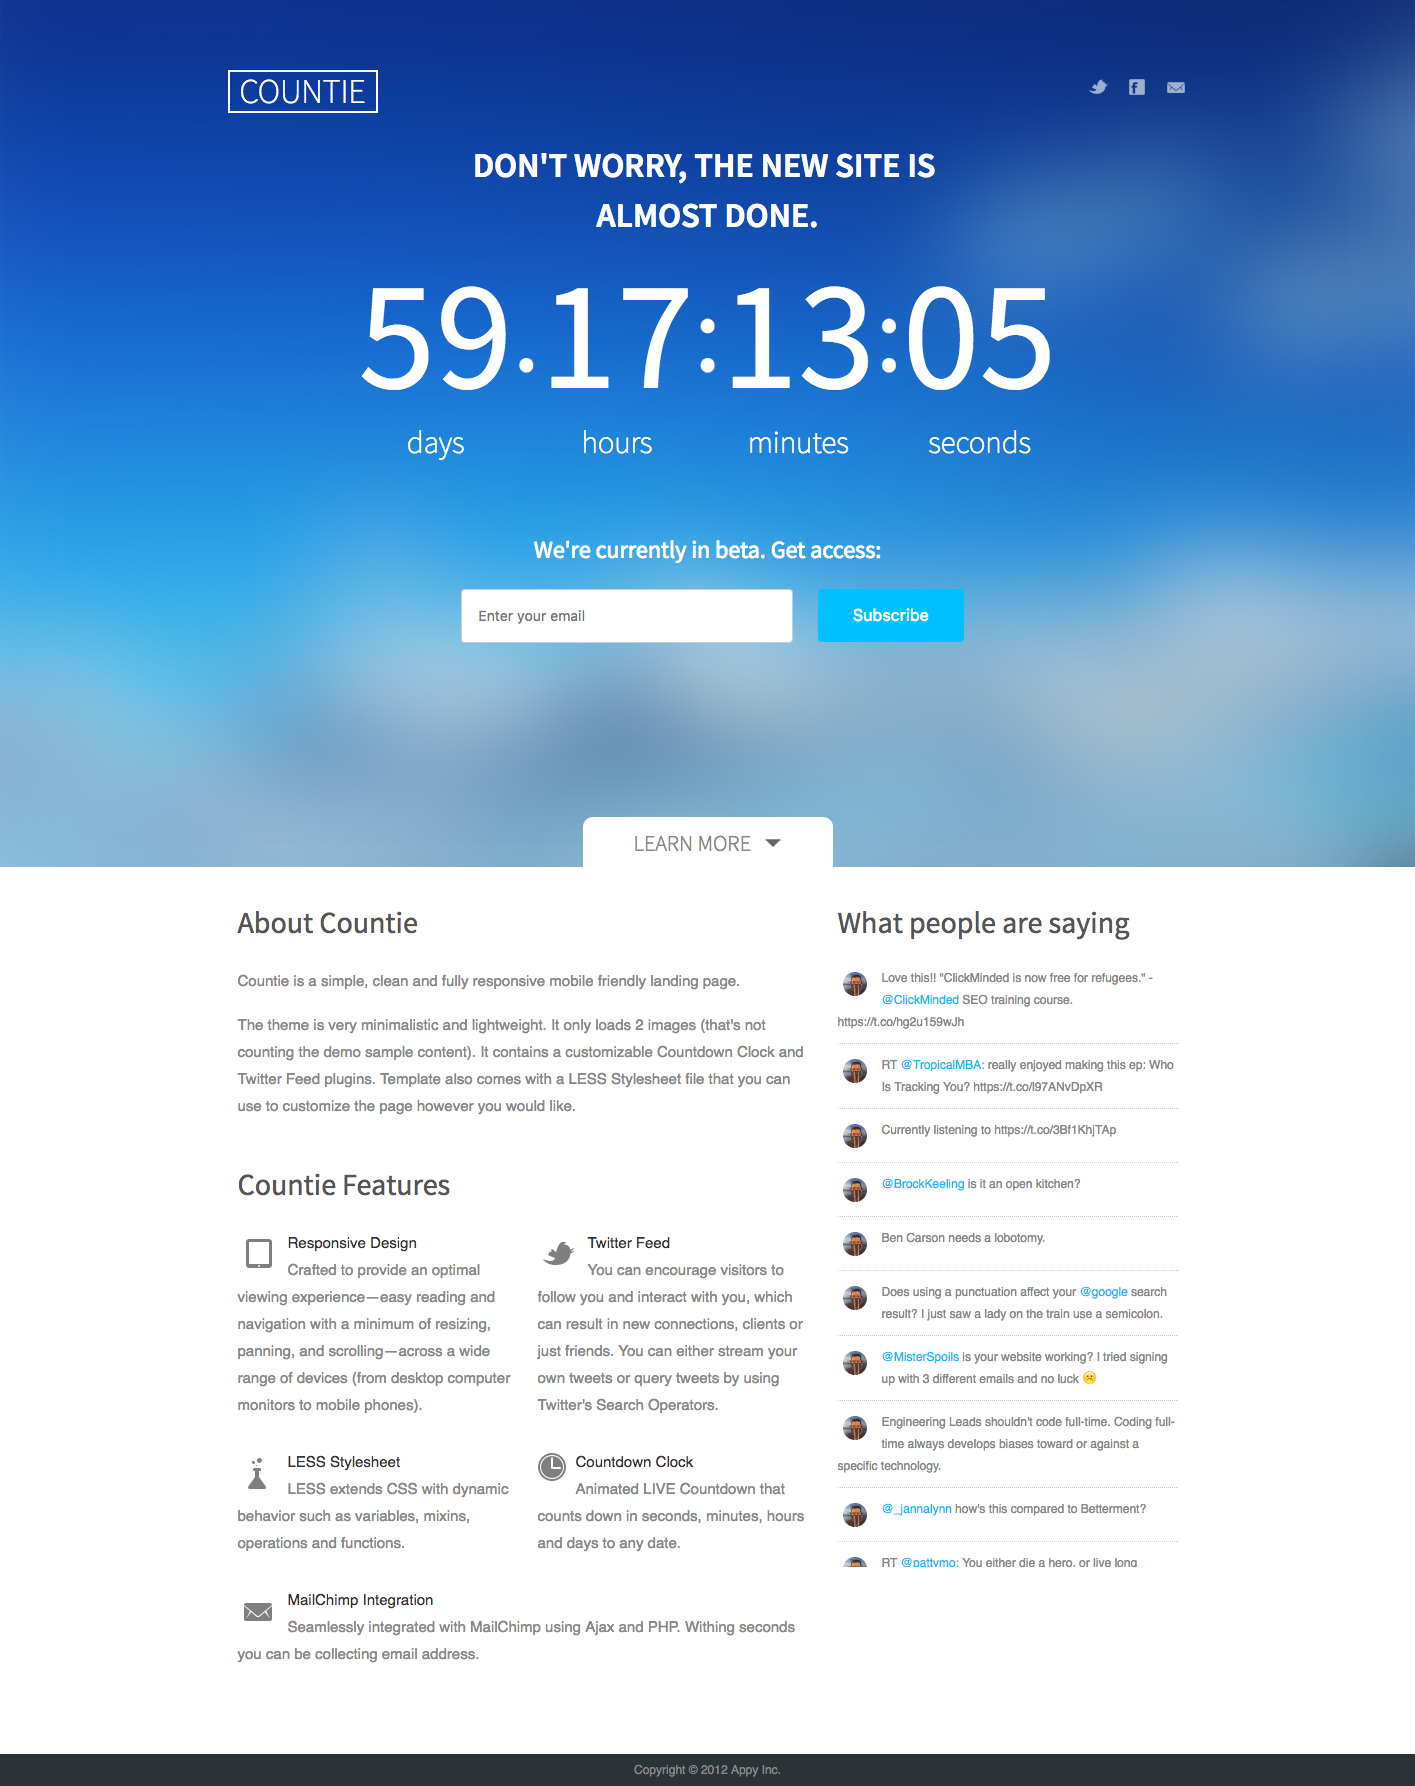 COUNTIE
DON'T WORRY, THE NEW SITE IS
ALMOST DONE.
59.17:13:05
days hours minutes seconds
We're currently in beta. Get access:
Enter your email
Subscribe
LEARN MORE
About Countie
Countie is a simple, clean and fully responsive mobile friendly landing page.
The theme is very minimalistic and lightweight. It only loads 2 images (that's not
counting the demo sample content). It contains a customizable Countdown Clock and
Twitter Feed plugins. Template also comes with a LESS Stylesheet file that you can
use to customize the page however you would like.
Countie Features
Responsive Design
Crafted to provide an optimal
viewing experience—easy reading and
navigation with a minimum of resizing,
panning, and scrolling—across a wide
range of devices (from desktop computer
monitors to mobile phones).
Twitter Feed
You can encourage visitors to
follow you and interact with you, which
can result in new connections, clients or
just friends. You can either stream your
own tweets or query tweets by using
Twitter's Search Operators.
LESS Stylesheet
LESS extends CSS with dynamic
behavior such as variables, mixins,
operations and functions.
Countdown Clock
Animated LIVE Countdown that
counts down in seconds, minutes, hours
and days to any date.
MailChimp Integration
Seamlessly integrated with MailChimp using Ajax and PHP. Withing seconds
you can be collecting email address.
What people are saying
Love this!! "ClickMinded is now free for refugees." -
@ClickMinded SEO training course.
https://t.co/hg2u159wJh
RT @TropicalMBA: really enjoyed making this ep: Who
Is Tracking You? https://t.co/I97ANvDpXR
Currently listening to https://t.co/3Bf1KhjTAp
@BrockKeeling is it an open kitchen?
Ben Carson needs a lobotomy.
Does using a punctuation affect your @google search
result? I just saw a lady on the train use a semicolon.
@MisterSpoils is your website working? I tried signing
up with 3 different emails and no luck
Engineering Leads shouldn't code full-time. Coding full-
time always develops biases toward or against a
specific technology.
@_jannalynn how's this compared to Betterment?
RT @pattymo: You either die a hero, or live long
Copyright © 2012 Appy Inc.